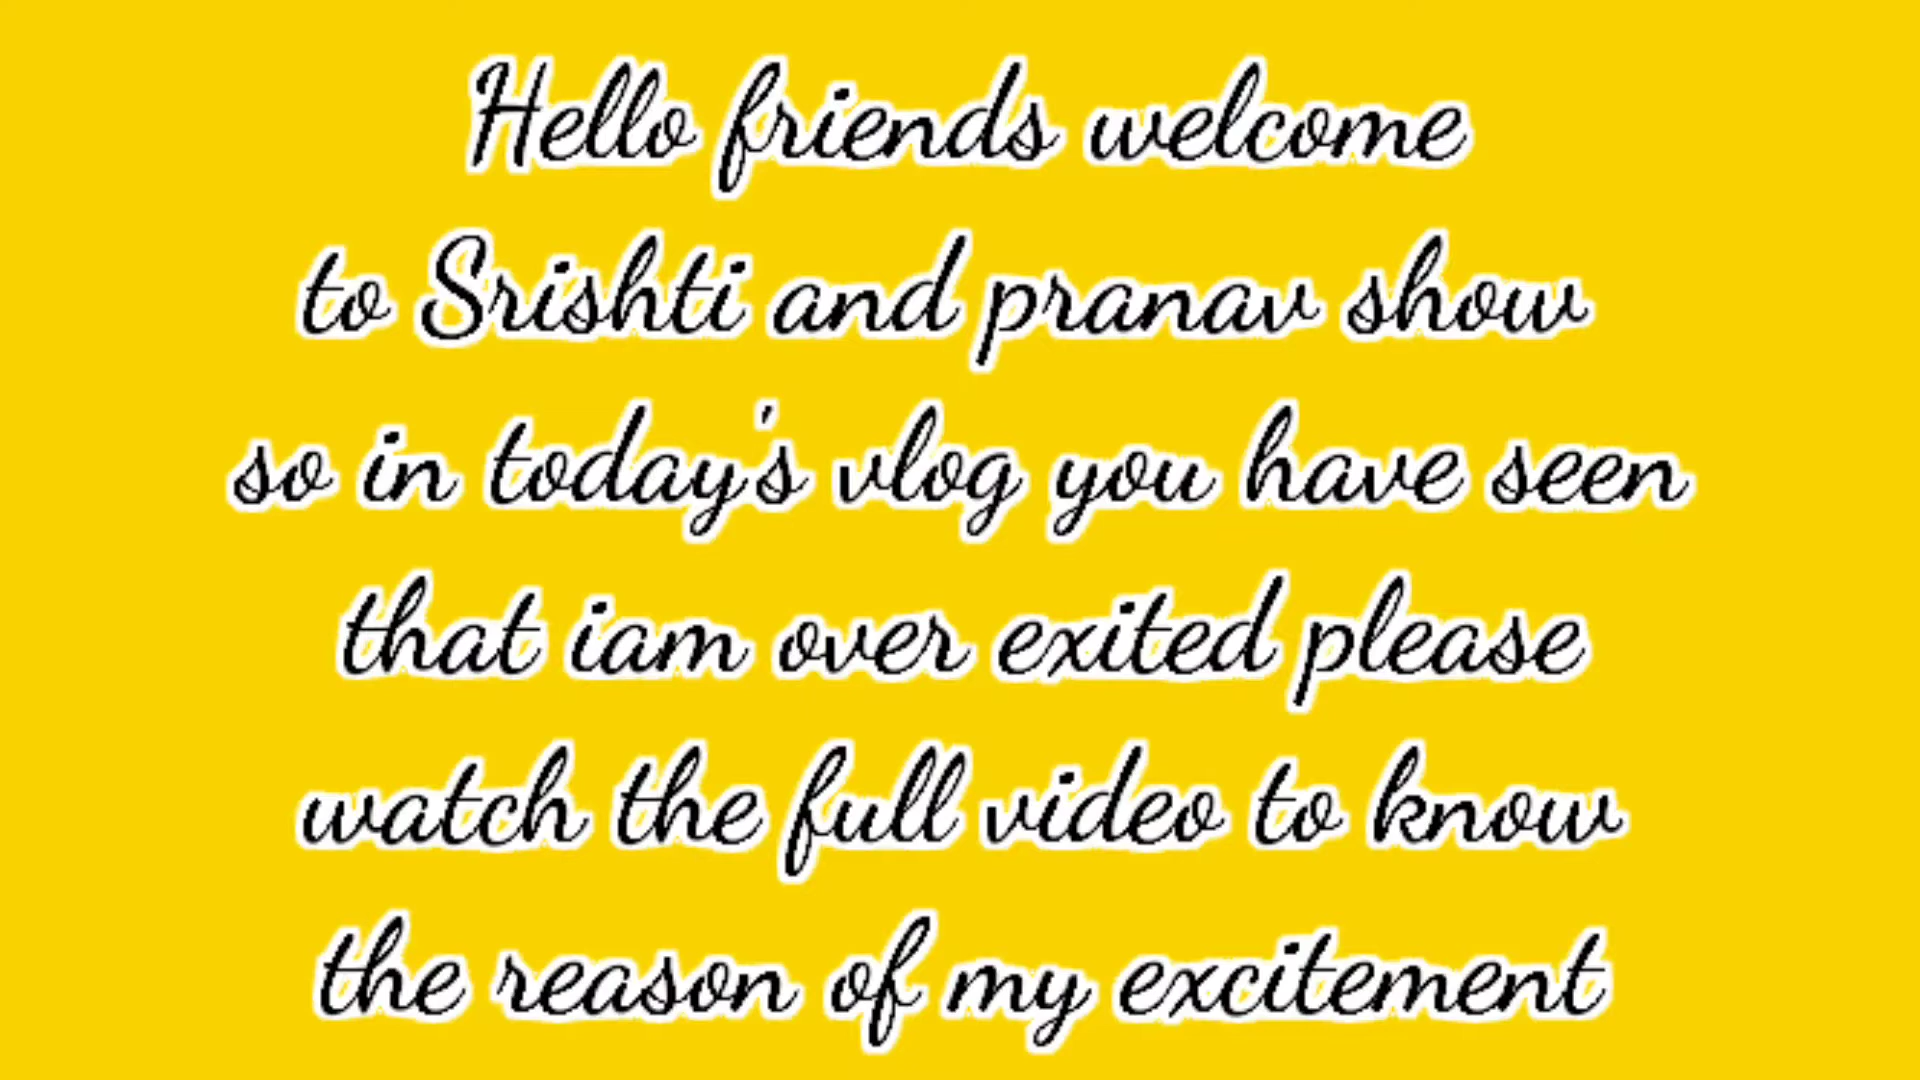 Hello friends welcome
to Srishti and pranav show
so in today's vlog you have seen
that iam over exited please
watch the full video to know
the reason of my excitement